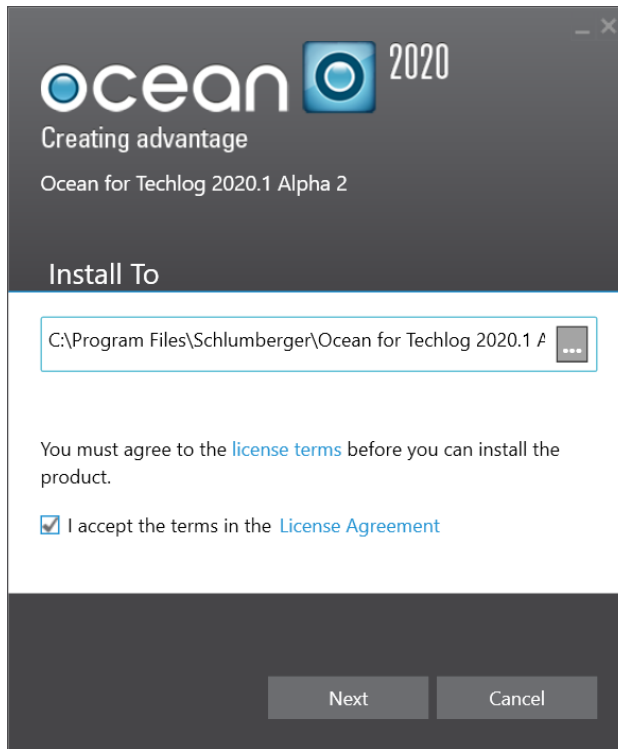 ocean 2020
Creating advantage
Ocean for Techlog 2020.1 Alpha 2
Install To
C:\Program Files\Schlumberger\Ocean for Techlog 2020.1 A
...
You must agree to the license terms before you can install the
product.
I accept the terms in the License Agreement
Next Cancel